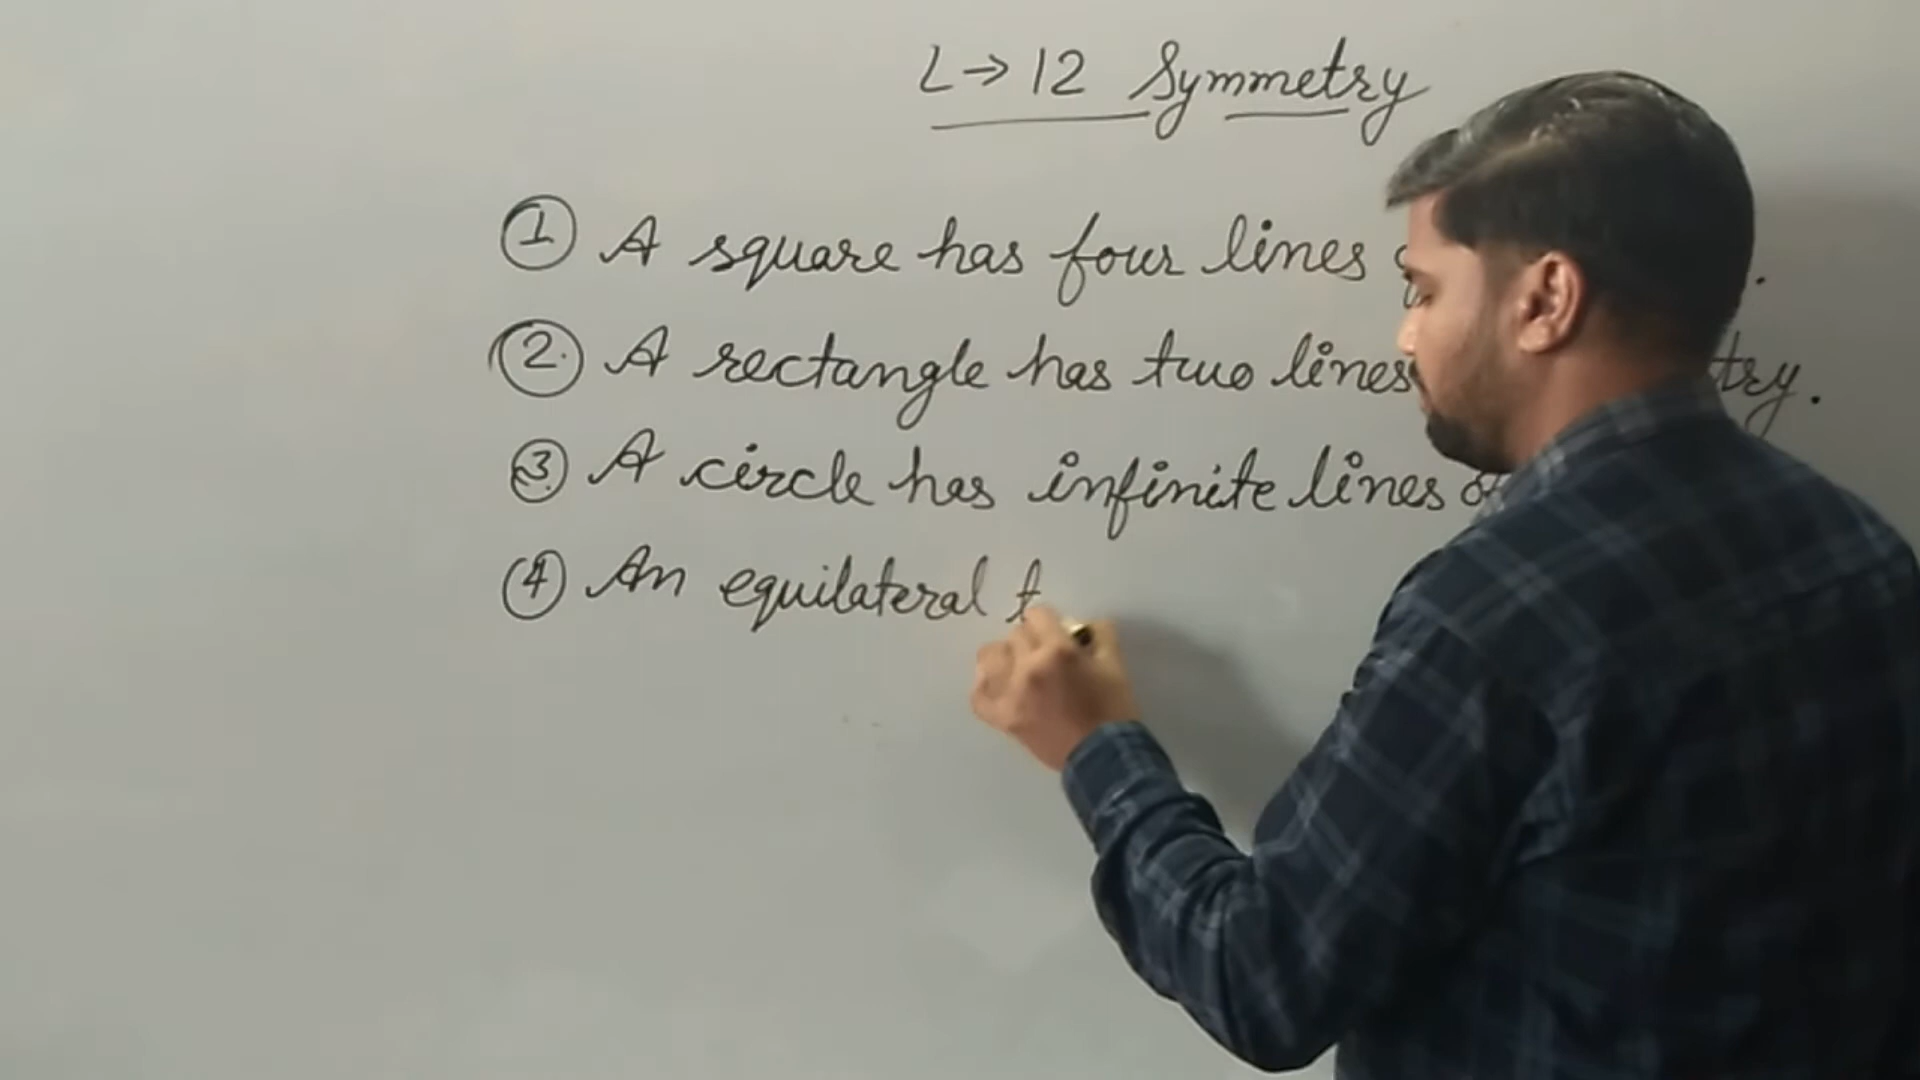 L→12 Symmetry
① A square has four lines .
② A rectangle has two lines try.
③ A circle has infinite lines of
④ An equilateral t